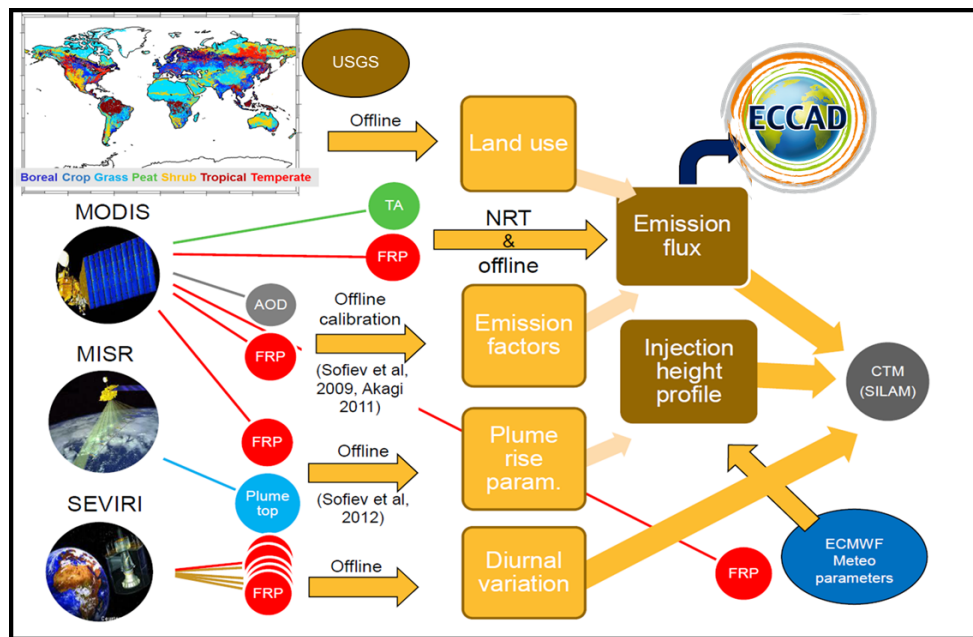 USGS
ECCAD
Offline
Land use
Boreal Crop Grass Peat Shrub Tropical Temperate
MODIS
TA
NRT
&
offline
FRP
Emission
flux
AOD
Offline
calibration
FRP
(Sofiev et al,
2009, Akagi
2011)
Emission
factors
Injection
height
profile
MISR
CTM
(SILAM)
FRP
Offline
Plume
rise
param.
Plume
top
(Sofiev et al,
2012)
SEVIRI
Offline
FRP
Diurnal
variation
FRP
ECMWF
Meteo
parameters